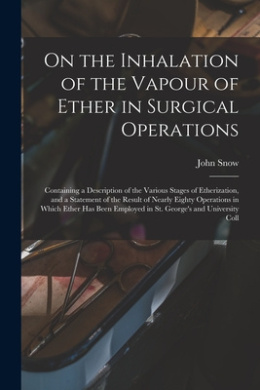 On the Inhalation
of the Vapour of
Ether in Surgical
Operations
John Snow
Containing a Description of the Various Stages of Etherization,
and a Statement of the Result of Nearly Eighty Operations in
Which Ether Has Been Employed in St. George's and University
Coll